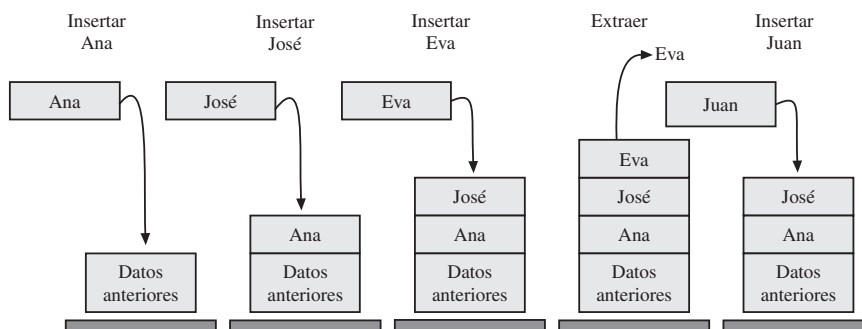 Insertar
Ana
Insertar
José
Insertar
Eva
Extraer
Insertar
Juan
Eva
Ana
José
Eva
Juan
Eva
José
José
José
Ana
Ana
Ana
Ana
Datos
anteriores
Datos
anteriores
Datos
anteriores
Datos
anteriores
Datos
anteriores